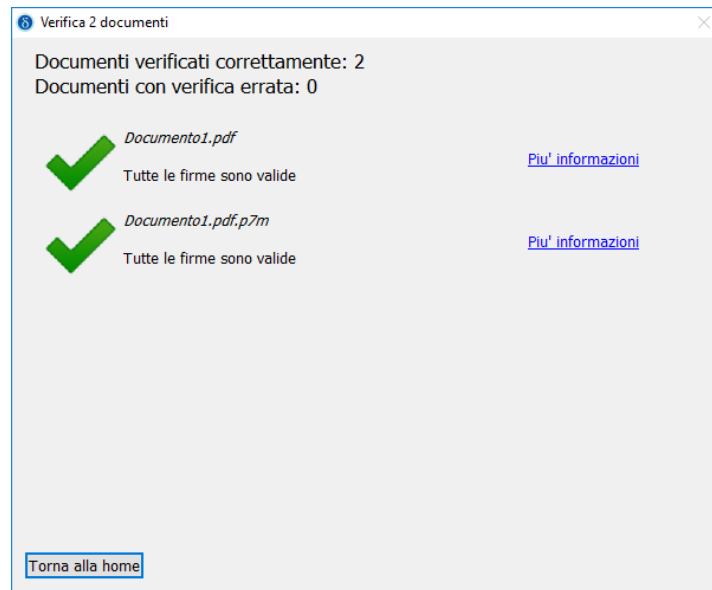 Verifica 2 documenti
Documenti verificati correttamente: 2
Documenti con verifica errata: 0
Documento1.pdf
Piu' informazioni
Tutte le firme sono valide
Documento1.pdf.p7m
Piu' informazioni
Tutte le firme sono valide
Torna alla home